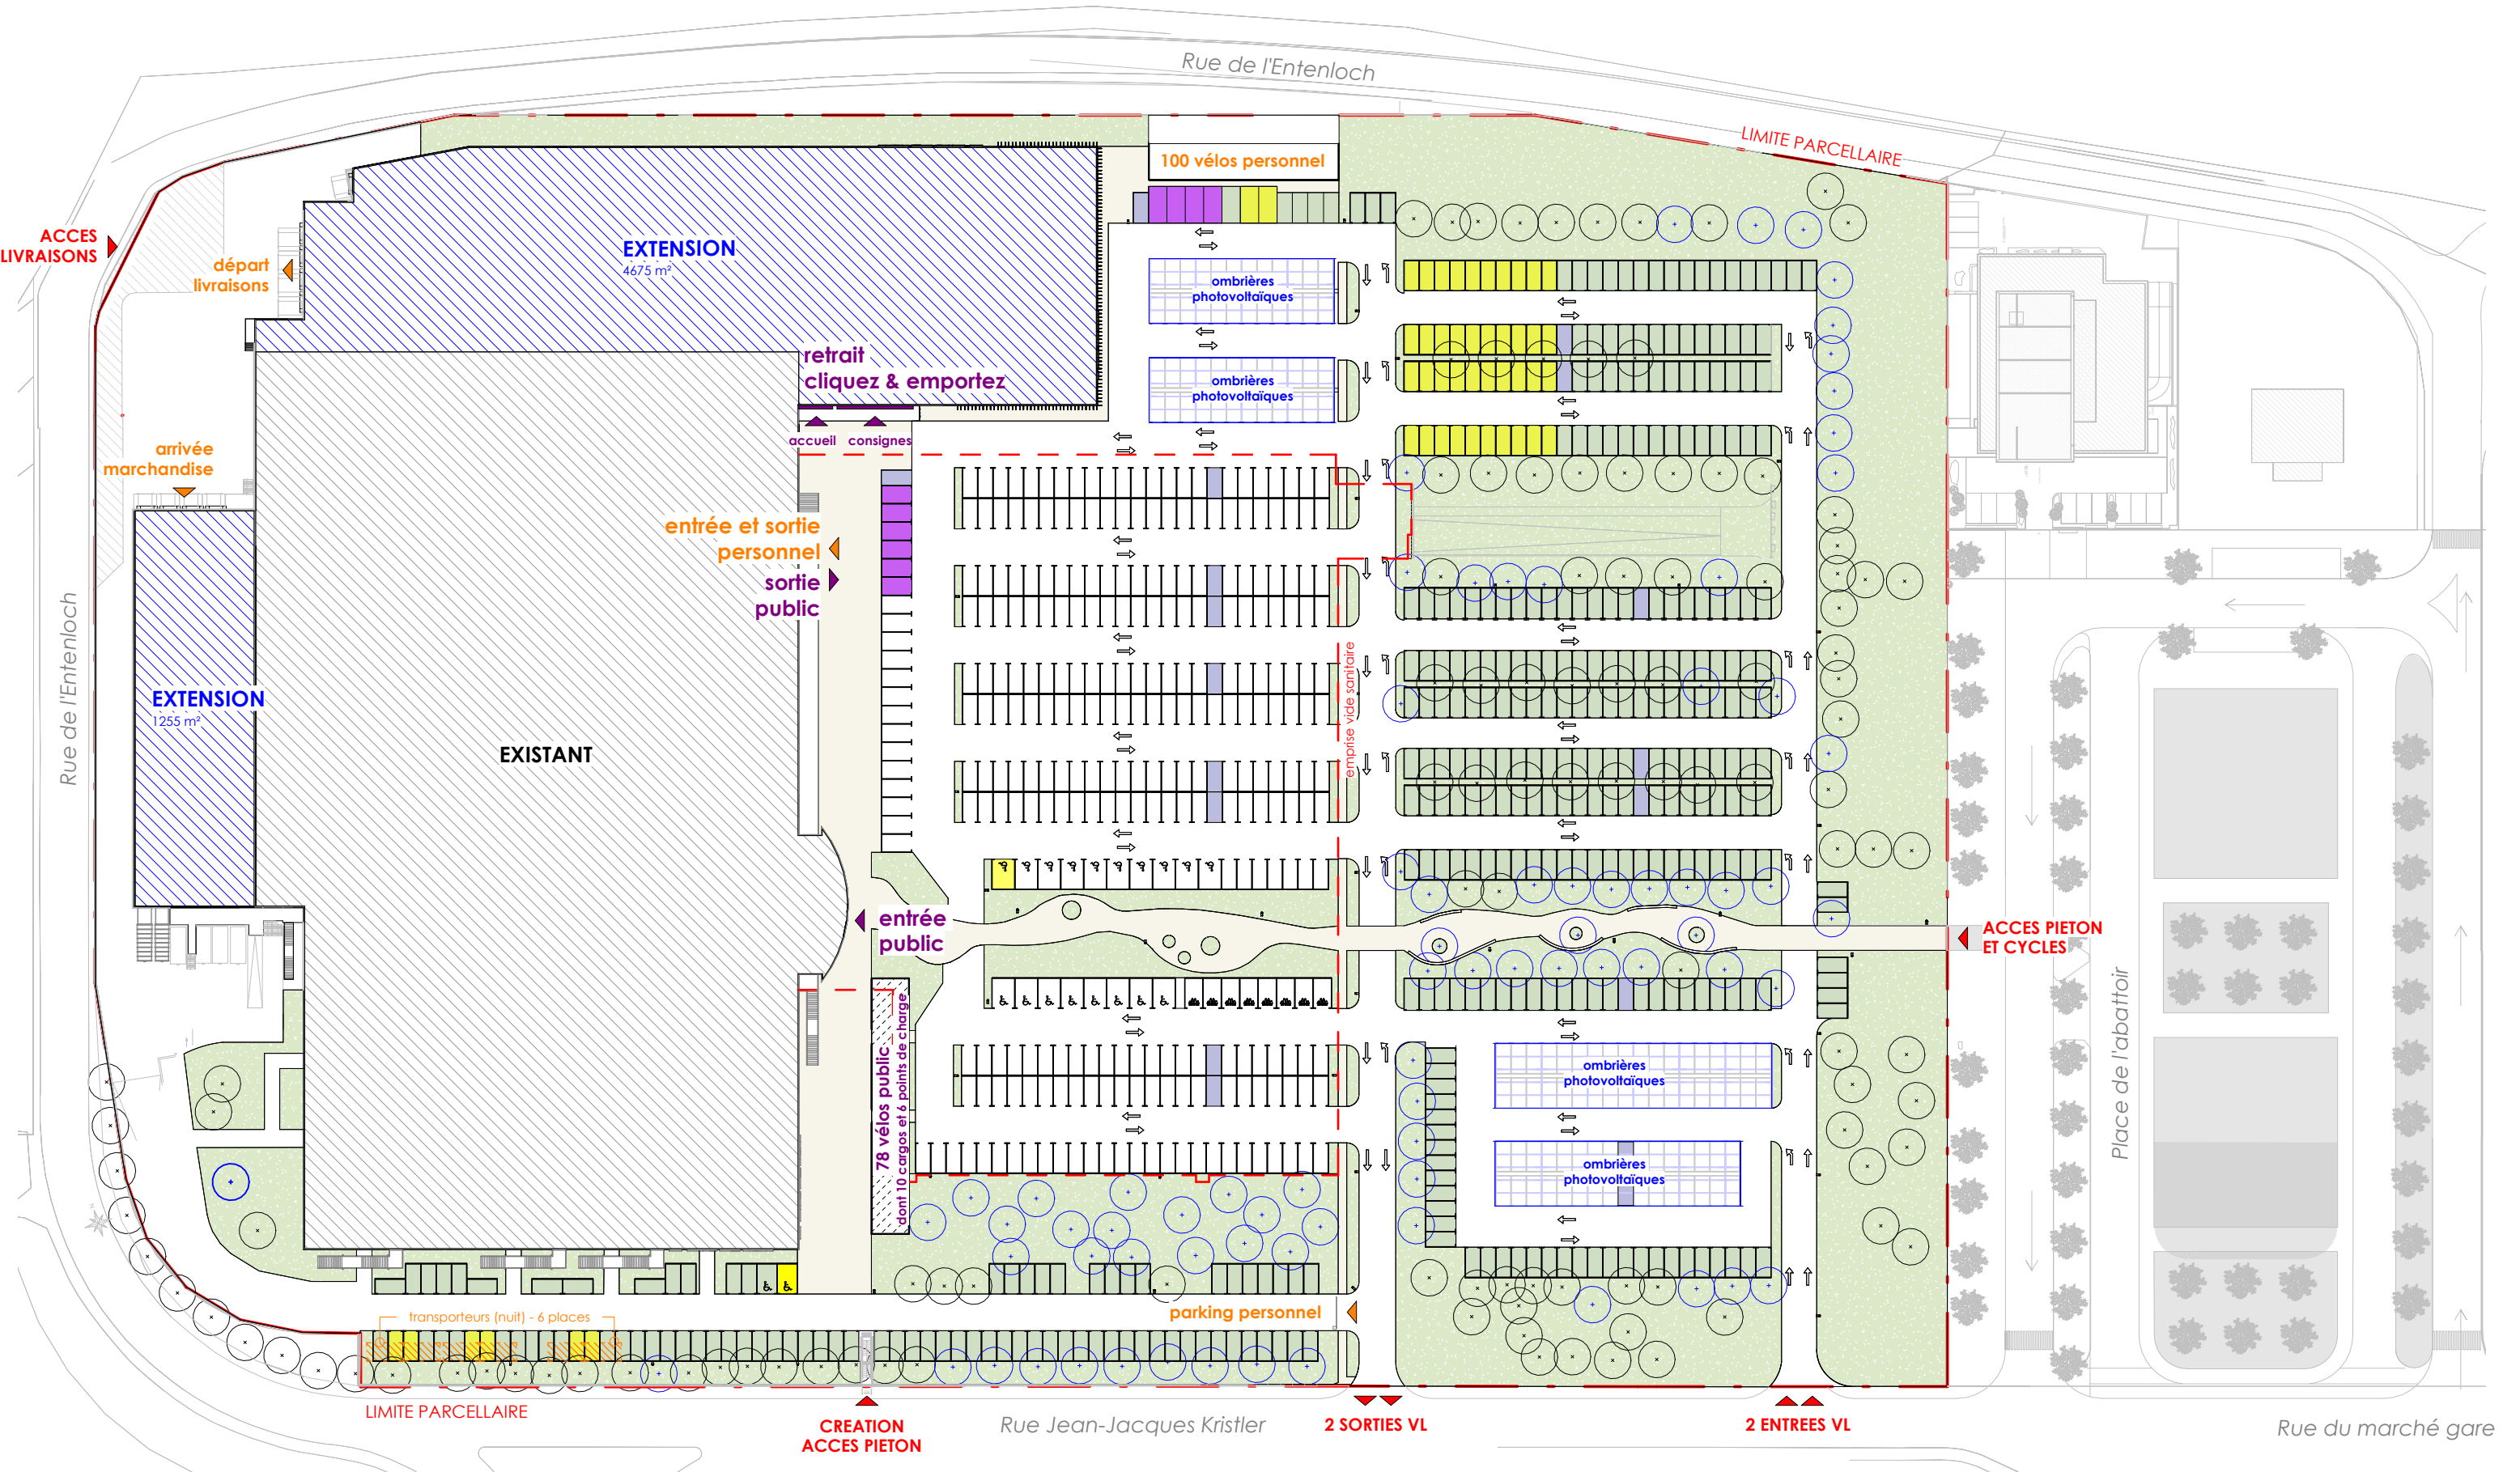 Rue de l'Entenloch
LIMITE PARCELLAIRE
100 vélos personnel
ACCES
LIVRAISONS
départ
livraisons
EXTENSION
4675 m²
ombrières
photovoltaïques
retrait
cliquez & emportez
ombrières
photovoltaïques
accueil
consignes
arrivée
marchandise
entrée et sortie
personnel
sortie
public
Rue de l'Entenloch
EXTENSION
1255 m²
EXISTANT
emprise vide sanitaire
entrée
public
ACCES PIETON
ET CYCLES
Place de l'abattoir
78 vélos public
dont 10 cargos et 6 points de charge
ombrières
photovoltaïques
ombrières
photovoltaïques
parking personnel
transporteurs (nuit) - 6 places
LIMITE PARCELLAIRE
CREATION
ACCES PIETON
Rue Jean-Jacques Kristler
2 SORTIES VL
2 ENTREES VL
Rue du marché gare